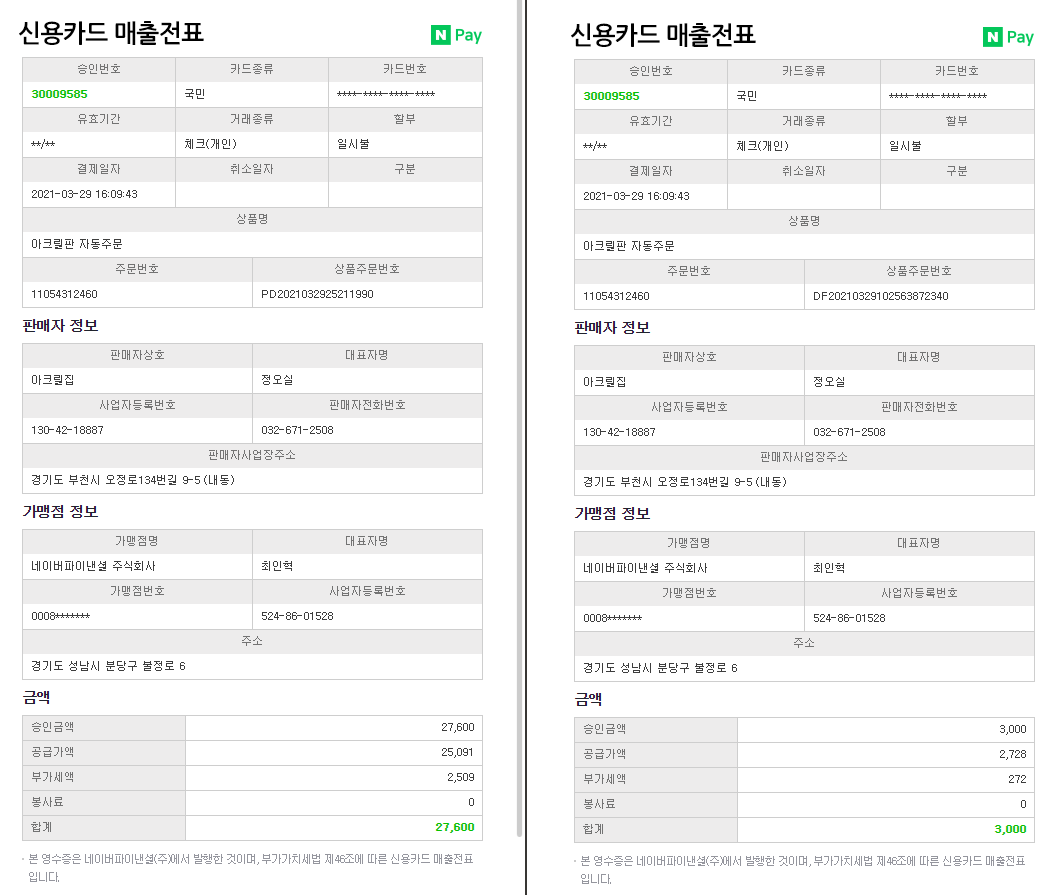 신용카드 매출전표
N Pay
승인번호 카드종류 카드번호
30009585 국민 ****-****-****-****
유효기간 거래종류 할부
**/** 체크(개인) 일시불
결제일자 취소일자 구분
2021-03-29 16:09:43
상품명
아크릴판 자동주문
주문번호 상품주문번호
11054312460 PD2021032925211990
판매자 정보
판매자상호 대표자명
아크릴집 정오실
사업자등록번호 판매자전화번호
130-42-18887 032-671-2508
판매자사업장주소
경기도 부천시 오정로134번길 9-5 (내동)
가맹점 정보
가맹점명 대표자명
네이버파이낸셜 주식회사 최인혁
가맹점번호 사업자등록번호
0008******* 524-86-01528
주소
경기도 성남시 분당구 불정로 6
금액
승인금액 27,600
공급가액 25,091
부가세액 2,509
봉사료 0
합계 27,600
· 본 영수증은 네이버파이낸셜(주)에서 발행한 것이며, 부가가치세법 제46조에 따른 신용카드 매출전표
입니다.
신용카드 매출전표
N Pay
승인번호 카드종류 카드번호
30009585 국민 ****-****-****-****
유효기간 거래종류 할부
**/** 체크(개인) 일시불
결제일자 취소일자 구분
2021-03-29 16:09:43
상품명
아크릴판 자동주문
주문번호 상품주문번호
11054312460 DF20210329102563872340
판매자 정보
판매자상호 대표자명
아크릴집 정오실
사업자등록번호 판매자전화번호
130-42-18887 032-671-2508
판매자사업장주소
경기도 부천시 오정로134번길 9-5 (내동)
가맹점 정보
가맹점명 대표자명
네이버파이낸셜 주식회사 최인혁
가맹점번호 사업자등록번호
0008******* 524-86-01528
주소
경기도 성남시 분당구 불정로 6
금액
승인금액 3,000
공급가액 2,728
부가세액 272
봉사료 0
합계 3,000
· 본 영수증은 네이버파이낸셜(주)에서 발행한 것이며, 부가가치세법 제46조에 따른 신용카드 매출전표
입니다.